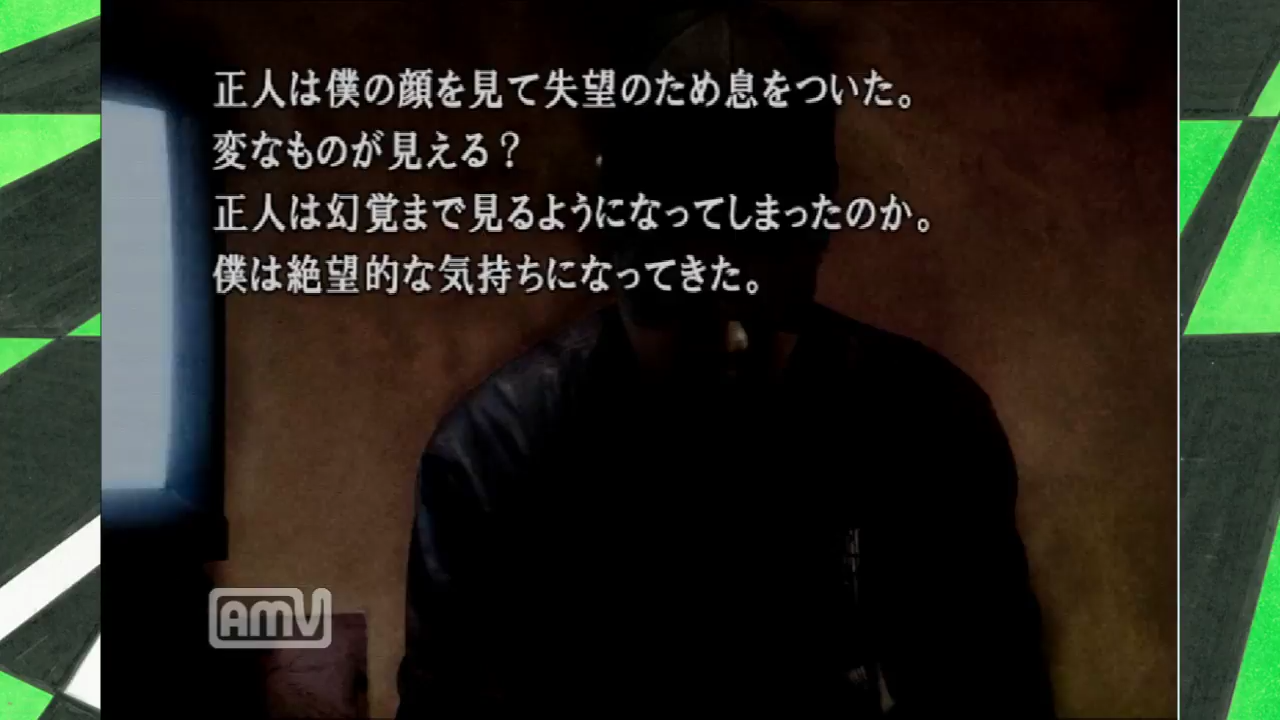 正人は僕の顔を見て失望のため息をついた。
変なものが見える？
正人は幻覚まで見るようになってしまったのか。
僕は絶望的な気持ちになってきた。
AMV